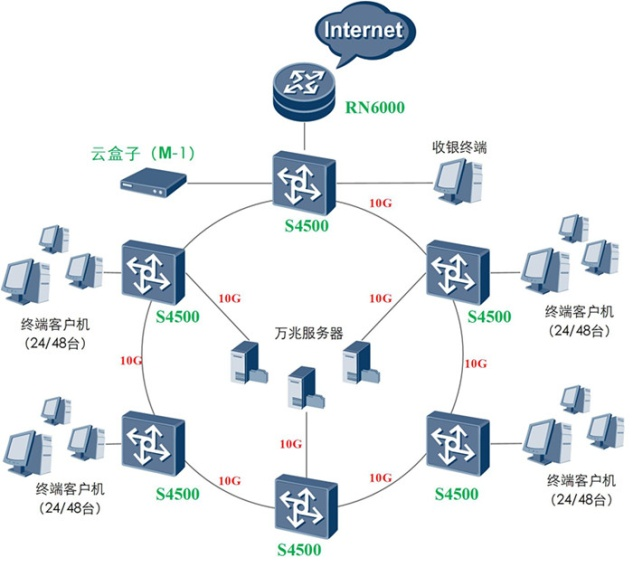 Internet
RN6000
云盒子（M-1）
收银终端
10G
S4500
终端客户机
(24/48台)
S4500
10G
万兆服务器
10G
S4500
终端客户机
(24/48台)
10G
10G
终端客户机
(24/48台)
S4500
10G
10G
10G
S4500
终端客户机
(24/48台)
S4500